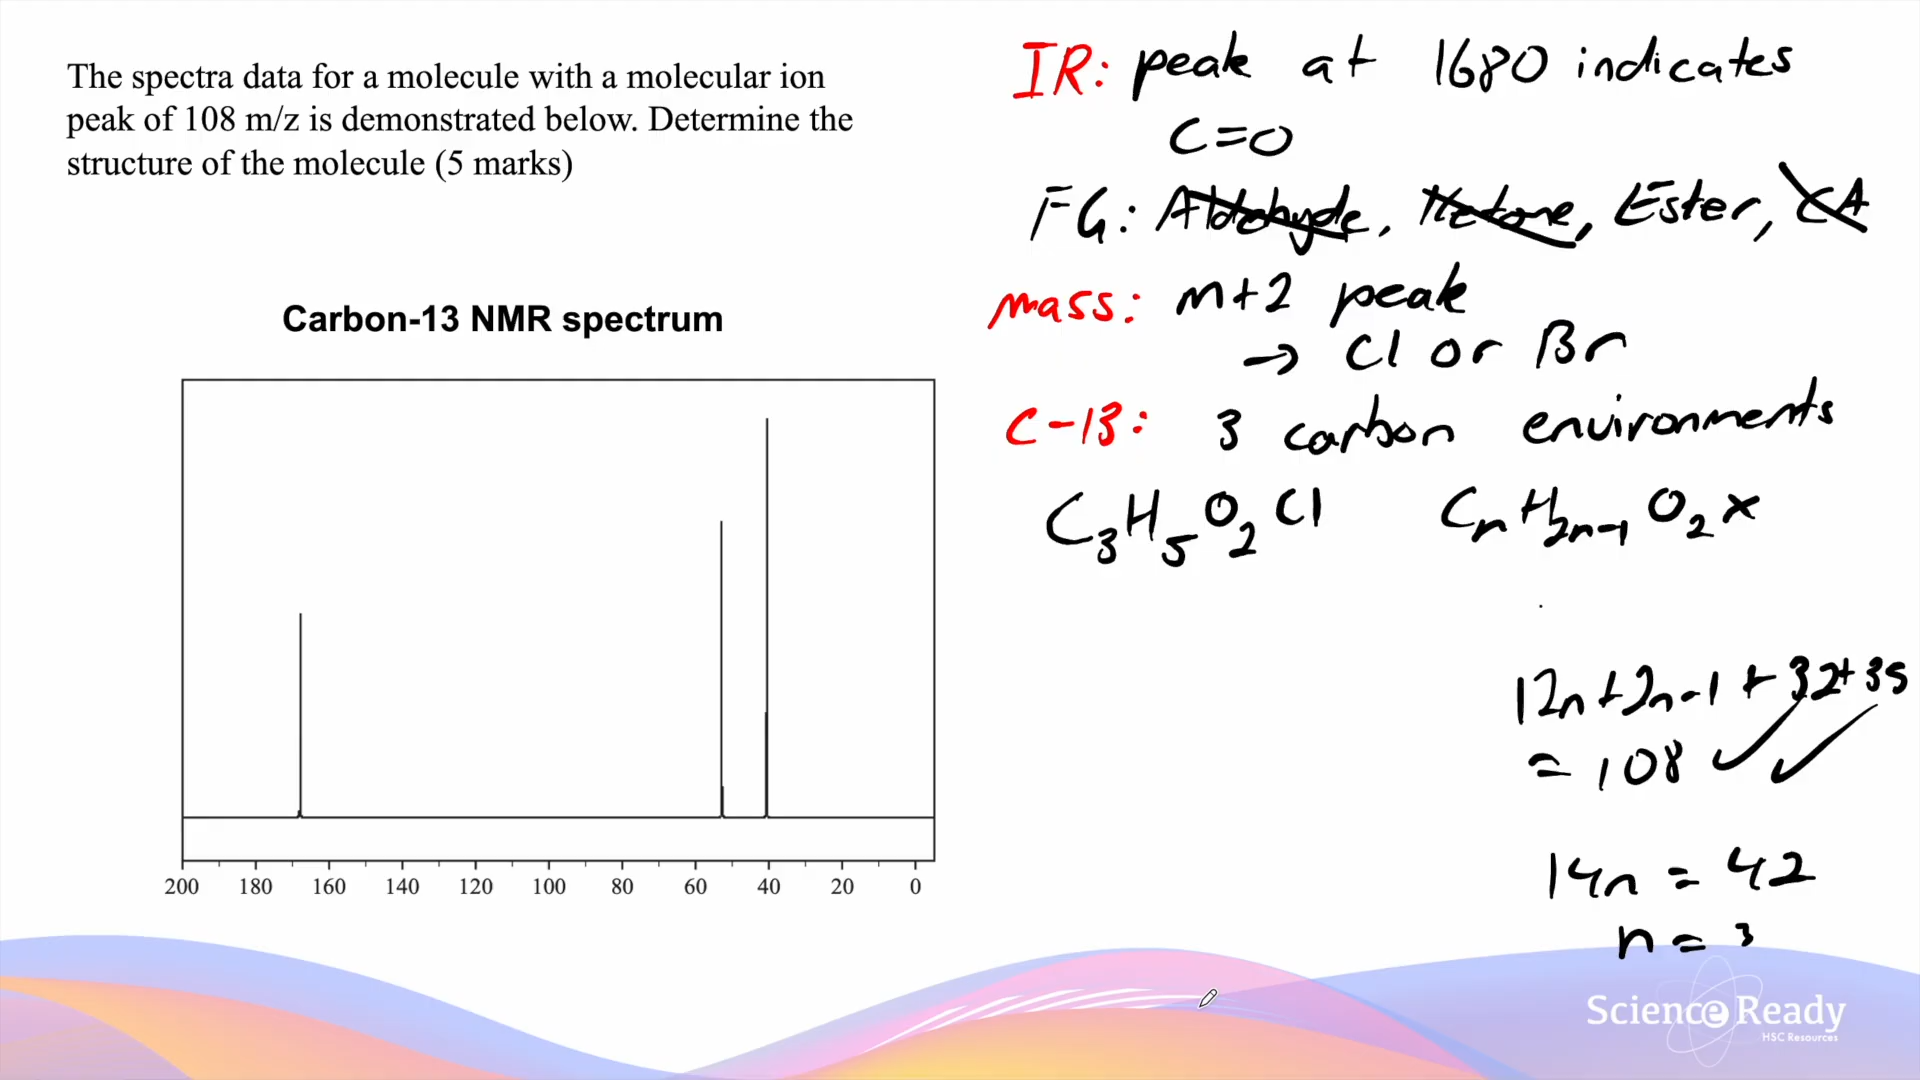 The spectra data for a molecule with a molecular ion
peak of 108 m/z is demonstrated below. Determine the
structure of the molecule (5 marks)
Carbon-13 NMR spectrum
200 180 160 140 120 100 80 60 40 20 0
IR: peak at 1680 indicates
C=O
FG: Aldehyde, Ketone, Ester, CA
mass: m+2 peak
→ Cl or Br
C-13: 3 carbon environments
C₃H₅O₂Cl CₙH₂ₙ₋₁O₂X
12n+2n-1+32+35
= 108 ✓ ✓
14n = 42
n = 3
Science Ready
HSC Resources